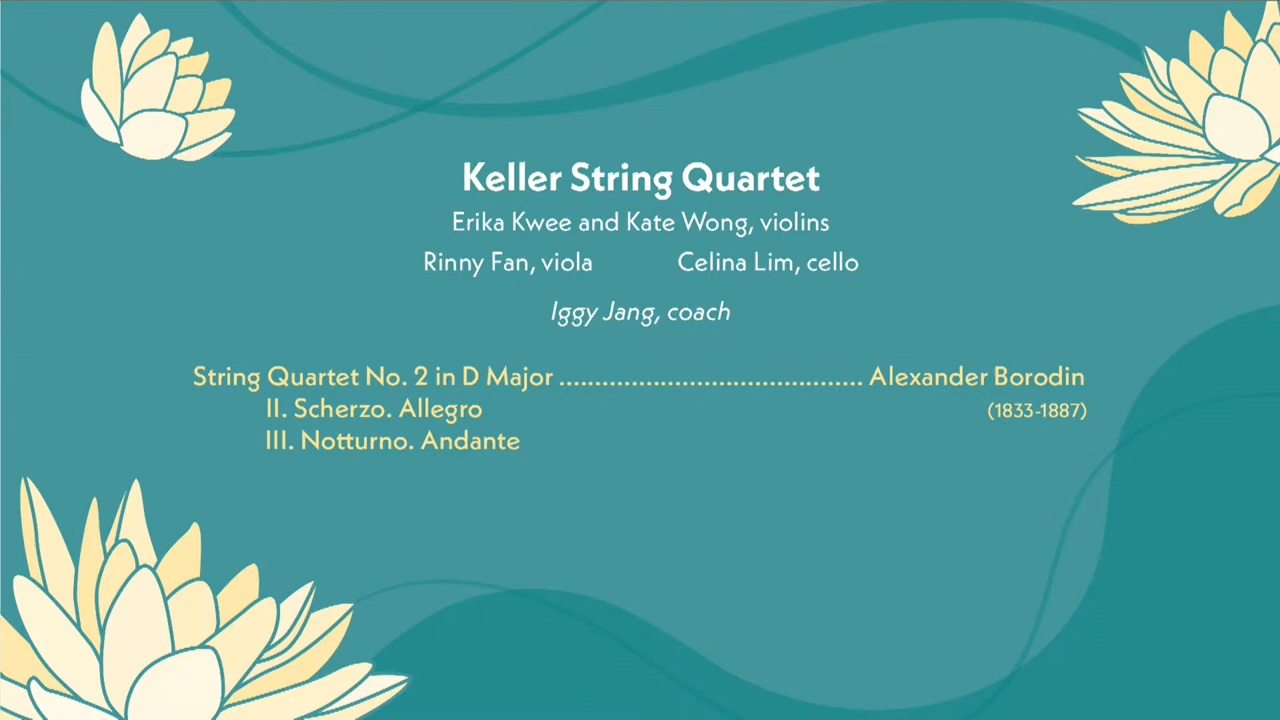 Keller String Quartet
Erika Kwee and Kate Wong, violins
Rinny Fan, viola Celina Lim, cello
Iggy Jang, coach
String Quartet No. 2 in D Major ........................................... Alexander Borodin
II. Scherzo. Allegro (1833-1887)
III. Notturno. Andante